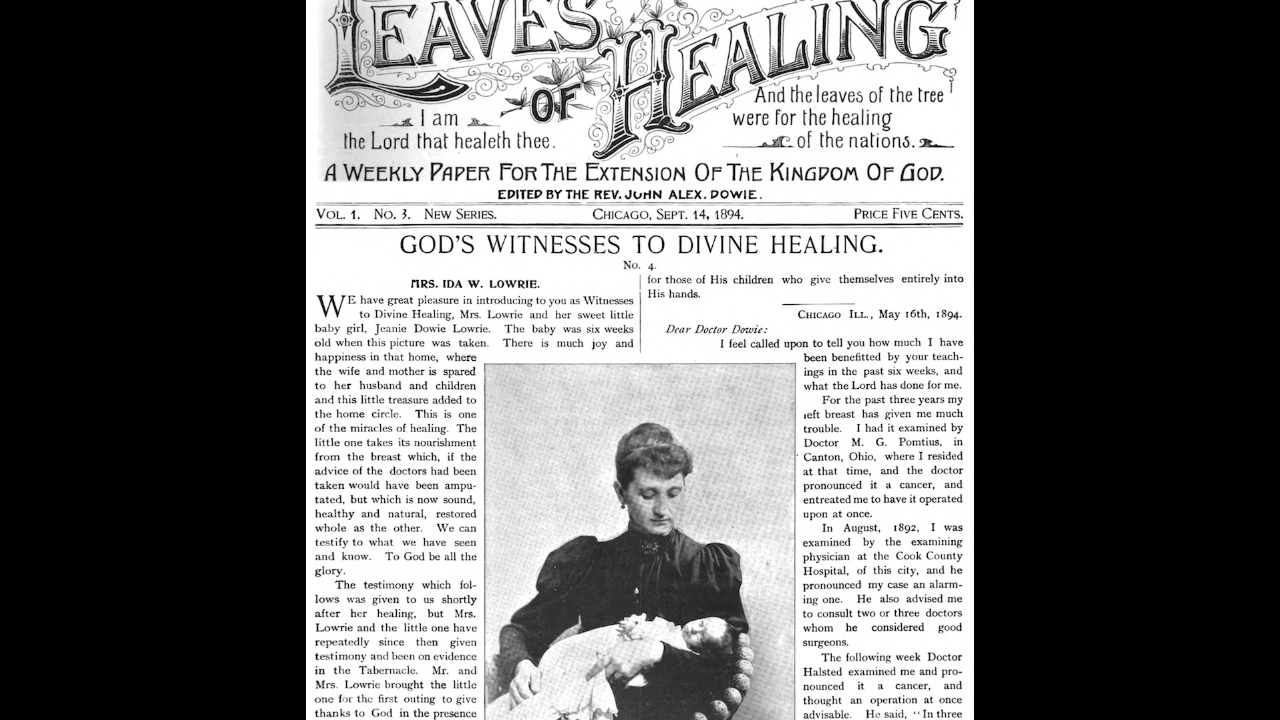 LEAVES OF HEALING
I am
the Lord that healeth thee.
And the leaves of the tree
were for the healing
of the nations.
A WEEKLY PAPER FOR THE EXTENSION OF THE KINGDOM OF GOD.
EDITED BY THE REV. JOHN ALEX. DOWIE.
VOL. 1. NO. 3. NEW SERIES. CHICAGO, SEPT. 14, 1894. PRICE FIVE CENTS.
GOD'S WITNESSES TO DIVINE HEALING.
No. 4.
MRS. IDA W. LOWRIE.
WE have great pleasure in introducing to you as Witnesses
to Divine Healing, Mrs. Lowrie and her sweet little
baby girl, Jeanie Dowie Lowrie. The baby was six weeks
old when this picture was taken. There is much joy and
happiness in that home, where
the wife and mother is spared
to her husband and children
and this little treasure added to
the home circle. This is one
of the miracles of healing. The
little one takes its nourishment
from the breast which, if the
advice of the doctors had been
taken would have been ampu-
tated, but which is now sound,
healthy and natural, restored
whole as the other. We can
testify to what we have seen
and know. To God be all the
glory.
The testimony which fol-
lows was given to us shortly
after her healing, but Mrs.
Lowrie and the little one have
repeatedly since then given
testimony and been on evidence
in the Tabernacle. Mr. and
Mrs. Lowrie brought the little
one for the first outing to give
thanks to God in the presence
for those of His children who give themselves entirely into
His hands.
CHICAGO ILL., May 16th, 1894.
Dear Doctor Dowie:
I feel called upon to tell you how much I have
been benefitted by your teach-
ings in the past six weeks, and
what the Lord has done for me.
For the past three years my
left breast has given me much
trouble. I had it examined by
Doctor M. G. Pomtius, in
Canton, Ohio, where I resided
at that time, and the doctor
pronounced it a cancer, and
entreated me to have it operated
upon at once.
In August, 1892, I was
examined by the examining
physician at the Cook County
Hospital, of this city, and he
pronounced my case an alarm-
ing one. He also advised me
to consult two or three doctors
whom he considered good
surgeons.
The following week Doctor
Halsted examined me and pro-
nounced it a cancer, and
thought an operation at once
advisable. He said, "In three